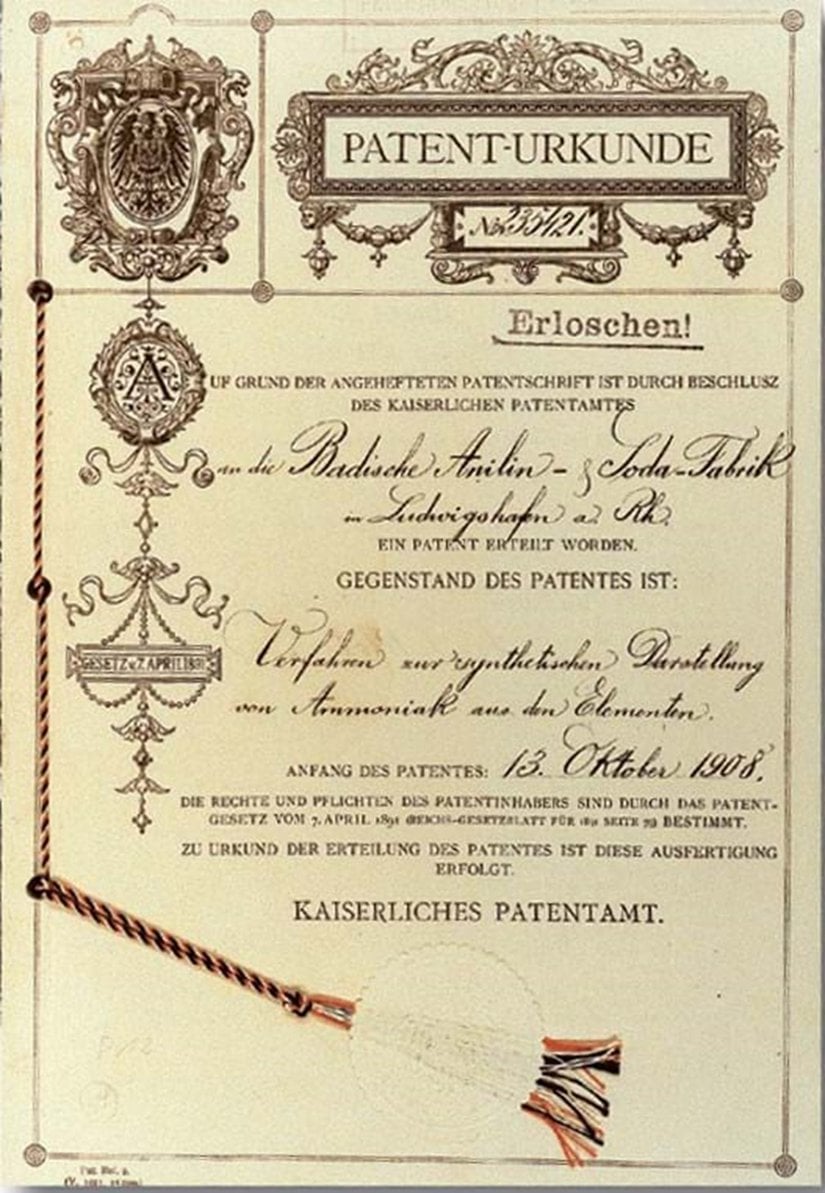 PATENT-URKUNDE
№ 235421.
Erloschen!
AUF GRUND DER ANGEHEFTETEN PATENTSCHRIFT IST DURCH BESCHLUSZ
DES KAISERLICHEN PATENTAMTES
an die Badische Anilin- & Soda-Fabrik
in Ludwigshafen a. Rh.
EIN PATENT ERTEILT WORDEN.
GEGENSTAND DES PATENTES IST:
GESETZ v. 7. APRIL 1891
Verfahren zur synthetischen Darstellung
von Ammoniak aus den Elementen.
ANFANG DES PATENTES: 13. Oktober 1908.
DIE RECHTE UND PFLICHTEN DES PATENTINHABERS SIND DURCH DAS PATENT-
GESETZ VOM 7. APRIL 1891 (REICHS-GESETZBLATT FÜR 1891 SEITE 79) BESTIMMT.
ZU URKUND DER ERTEILUNG DES PATENTES IST DIESE AUSFERTIGUNG
ERFOLGT.
KAISERLICHES PATENTAMT.